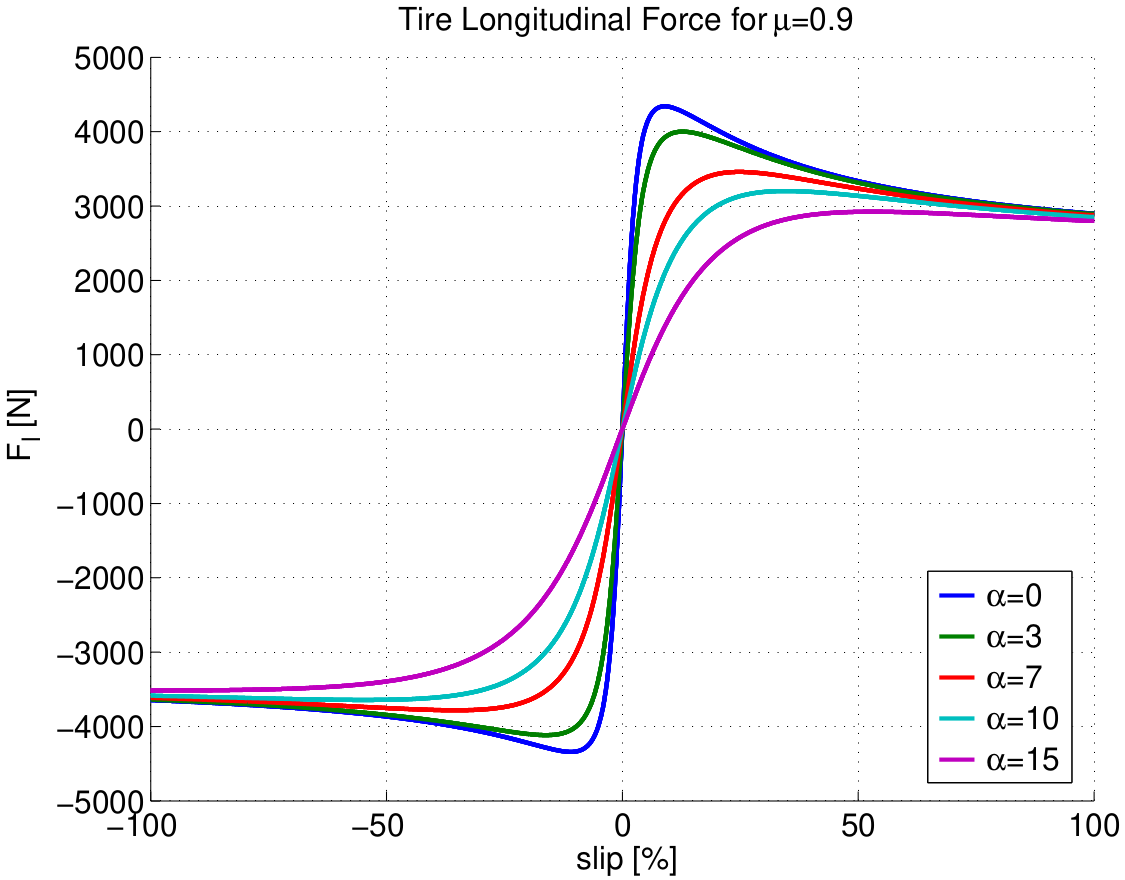 Tire Longitudinal Force for μ=0.9
5000
4000
3000
2000
1000
0
−1000
−2000
−3000
−4000
−5000
F_l [N]
−100
−50
0
50
100
slip [%]
α=0
α=3
α=7
α=10
α=15